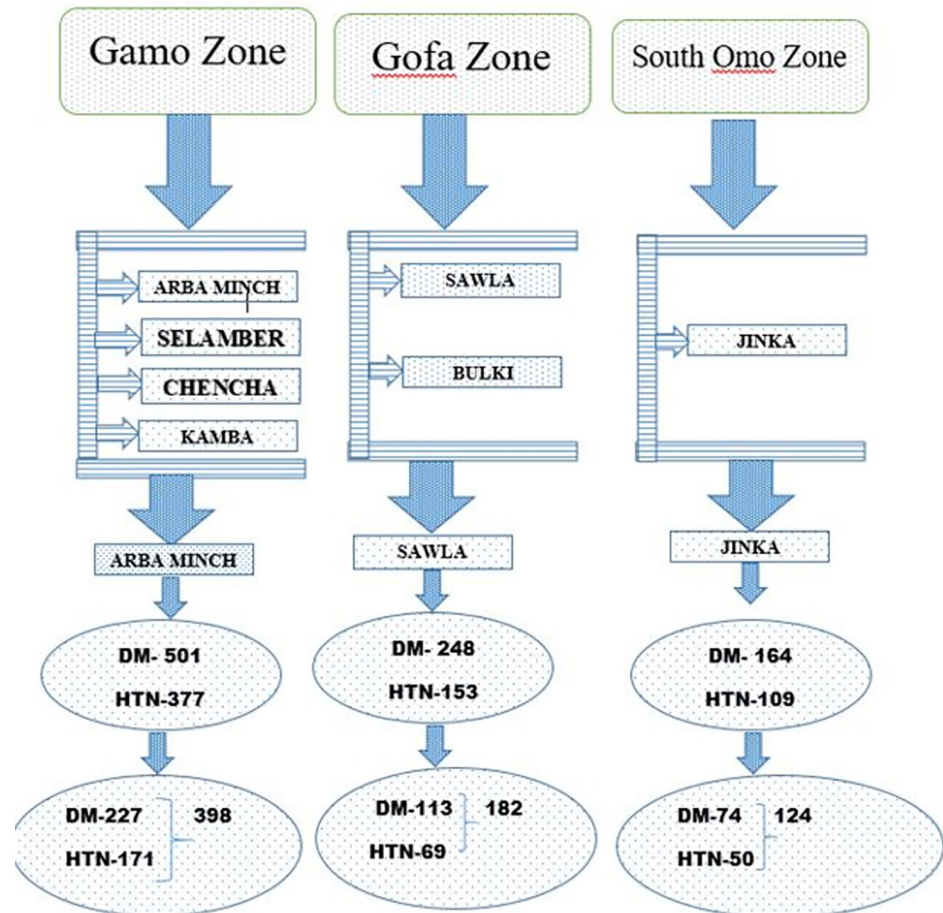 Gamo Zone
Gofa Zone
South Omo Zone
ARBA MINCH
SELAMBER
CHENCHA
KAMBA
SAWLA
BULKI
JINKA
ARBA MINCH
SAWLA
JINKA
DM- 501
HTN-377
DM- 248
HTN-153
DM- 164
HTN-109
DM-227
HTN-171
398
DM-113
HTN-69
182
DM-74
HTN-50
124